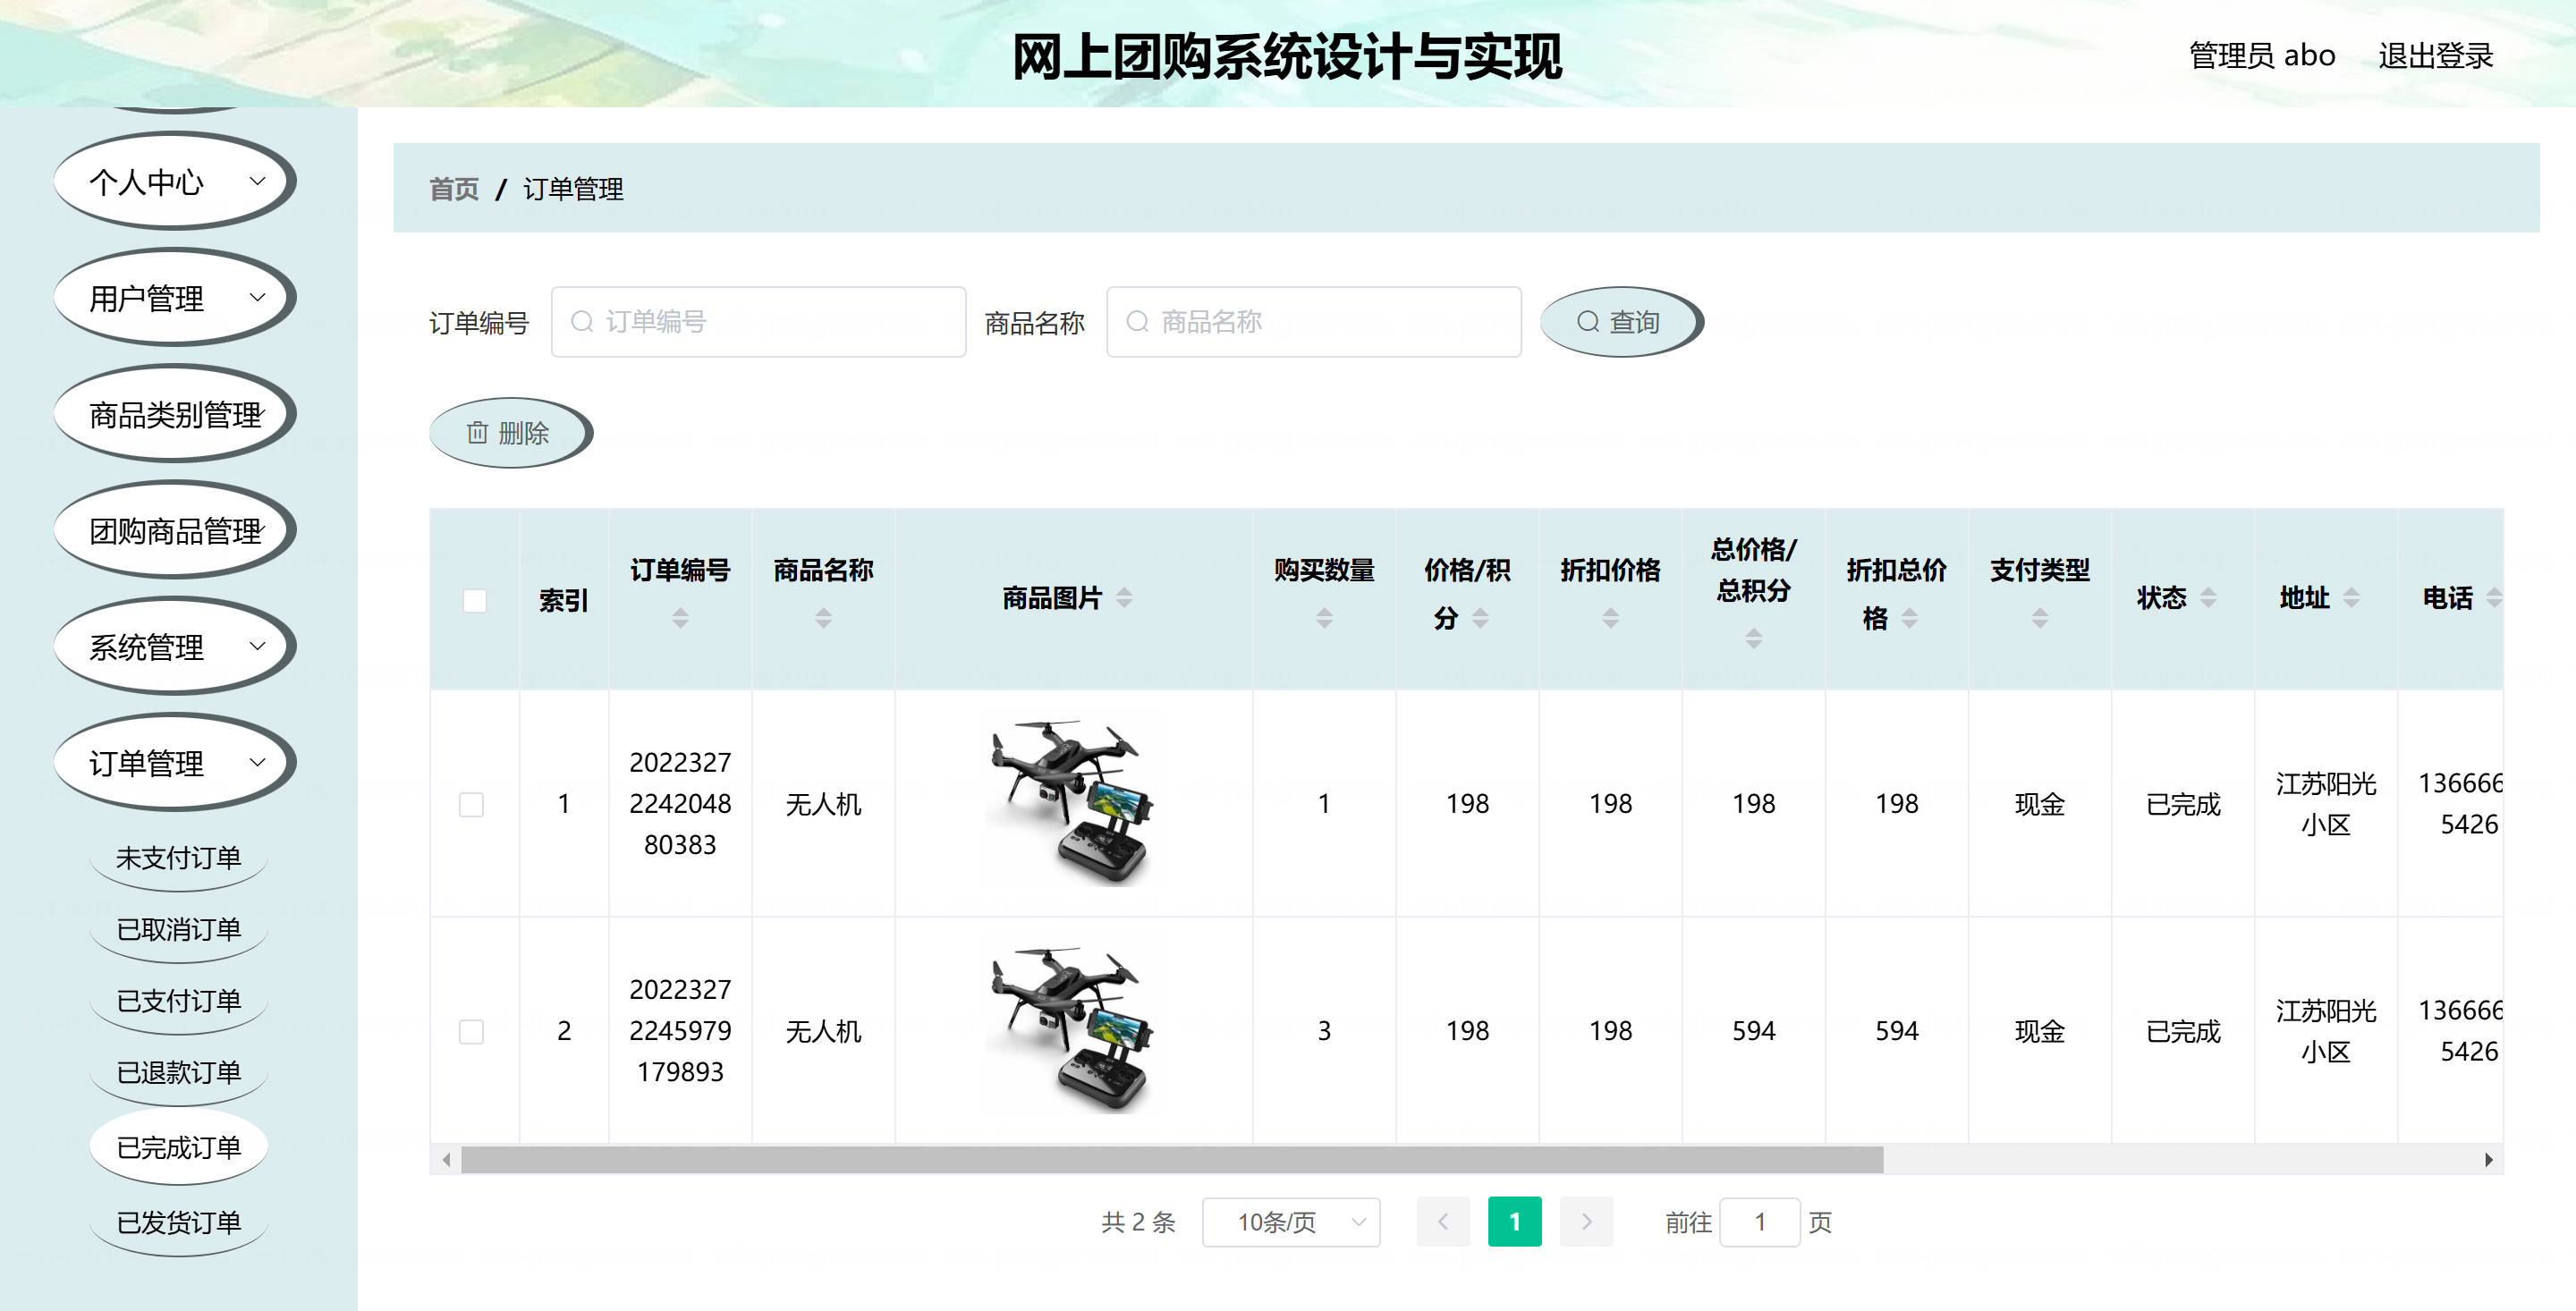 网上团购系统设计与实现
管理员 abo 退出登录
个人中心
用户管理
商品类别管理
团购商品管理
系统管理
订单管理
未支付订单
已取消订单
已支付订单
已退款订单
已完成订单
已发货订单
首页 / 订单管理
订单编号 订单编号 商品名称 商品名称 查询
删除
索引 订单编号 商品名称 商品图片 购买数量 价格/积分 折扣价格 总价格/总积分 折扣总价格 支付类型 状态 地址 电话
1 2022327224204880383 无人机 1 198 198 198 198 现金 已完成 江苏阳光小区 1366665426
2 20223272245979179893 无人机 3 198 198 594 594 现金 已完成 江苏阳光小区 1366665426
共 2 条 10条/页 1 前往 1 页